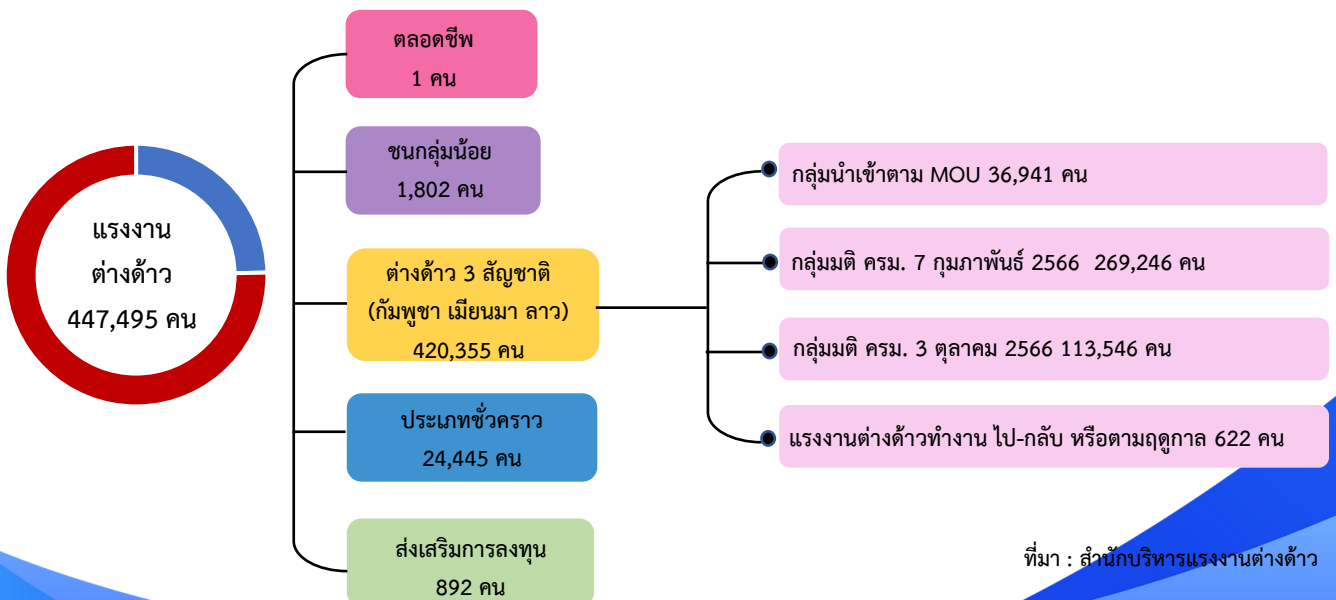 แรงงาน
ต่างด้าว
447,495 คน
ตลอดชีพ
1 คน
ชนกลุ่มน้อย
1,802 คน
ต่างด้าว 3 สัญชาติ
(กัมพูชา เมียนมา ลาว)
420,355 คน
ประเภทชั่วคราว
24,445 คน
ส่งเสริมการลงทุน
892 คน
กลุ่มนำเข้าตาม MOU 36,941 คน
กลุ่มมติ ครม. 7 กุมภาพันธ์ 2566 269,246 คน
กลุ่มมติ ครม. 3 ตุลาคม 2566 113,546 คน
แรงงานต่างด้าวทำงาน ไป-กลับ หรือตามฤดูกาล 622 คน
ที่มา : สำนักบริหารแรงงานต่างด้าว